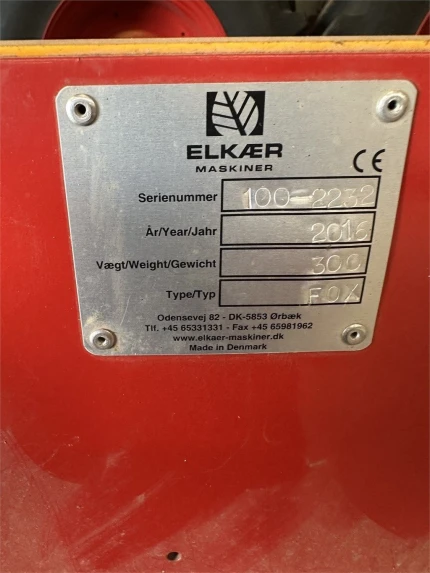 ELKÆR
MASKINER
CE
Serienummer 100-2232
År/Year/Jahr 2016
Vægt/Weight/Gewicht 300
Type/Typ FOX
Odensevej 82 - DK-5853 Ørbæk
Tlf. +45 65331331 - Fax +45 65981962
www.elkaer-maskiner.dk
Made in Denmark